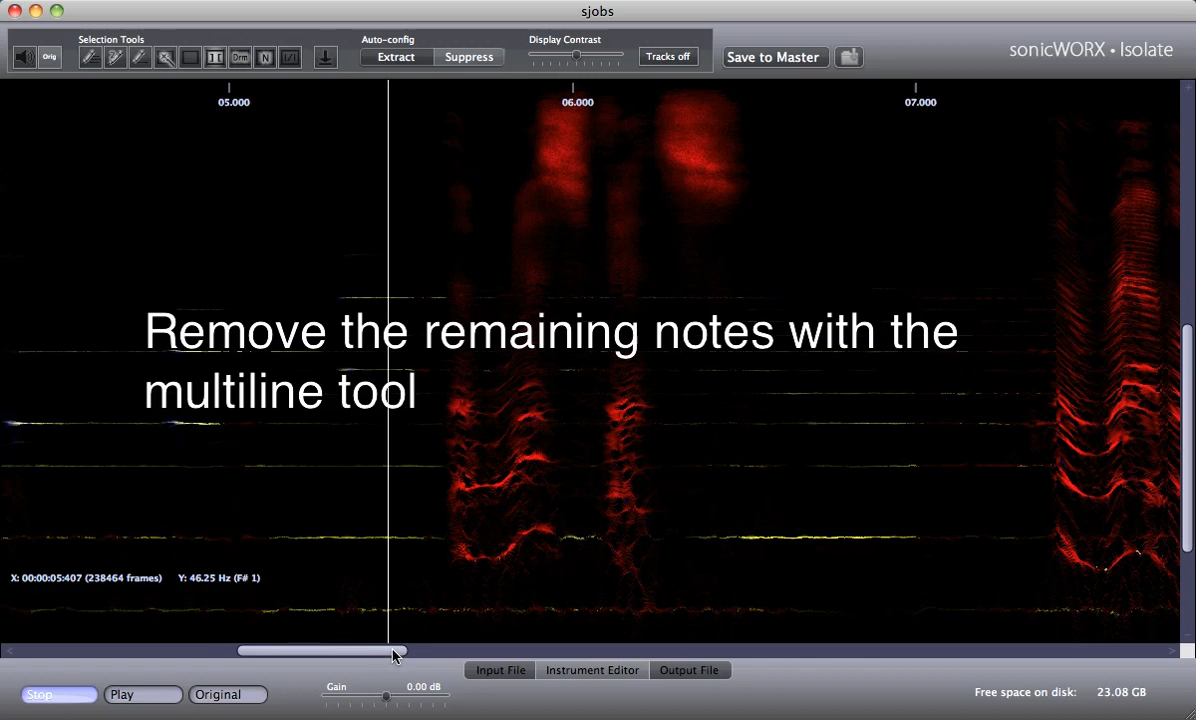 sjobs
Selection Tools
Auto-config
Display Contrast
Orig
Drm
N
Extract
Suppress
Tracks off
Save to Master
sonicWORX • Isolate
05.000
06.000
07.000
Remove the remaining notes with the
multiline tool
X: 00:00:05:407 (238464 frames) Y: 46.25 Hz (F# 1)
Input File
Instrument Editor
Output File
Stop
Play
Original
Gain
0.00 dB
Free space on disk: 23.08 GB